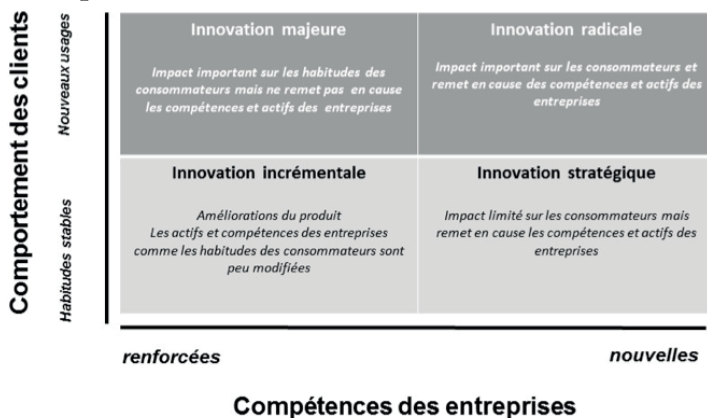 Comportement des clients
Nouveaux usages
Habitudes stables
Innovation majeure
Impact important sur les habitudes des
consommateurs mais ne remet pas en cause
les compétences et actifs des entreprises
Innovation radicale
Impact important sur les consommateurs et
remet en cause des compétences et actifs des
entreprises
Innovation incrémentale
Améliorations du produit
Les actifs et compétences des entreprises
comme les habitudes des consommateurs sont
peu modifiées
Innovation stratégique
Impact limité sur les consommateurs mais
remet en cause les compétences et actifs des
entreprises
renforcées
nouvelles
Compétences des entreprises